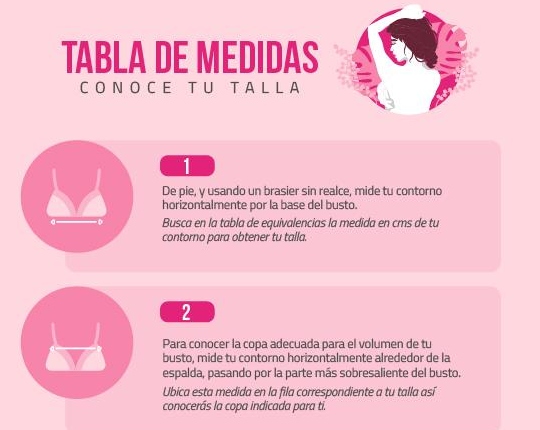 TABLA DE MEDIDAS
CONOCE TU TALLA
1
De pie, y usando un brasier sin realce, mide tu contorno
horizontalmente por la base del busto.
Busca en la tabla de equivalencias la medida en cms de tu
contorno para obtener tu talla.
2
Para conocer la copa adecuada para el volumen de tu
busto, mide tu contorno horizontalmente alrededor de la
espalda, pasando por la parte más sobresaliente del busto.
Ubica esta medida en la fila correspondiente a tu talla así
conocerás la copa indicada para ti.